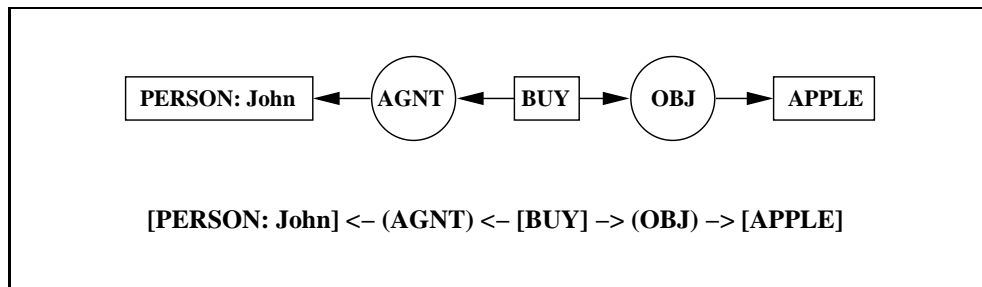 PERSON: John AGNT BUY OBJ APPLE
[PERSON: John] <– (AGNT) <– [BUY] –> (OBJ) –> [APPLE]